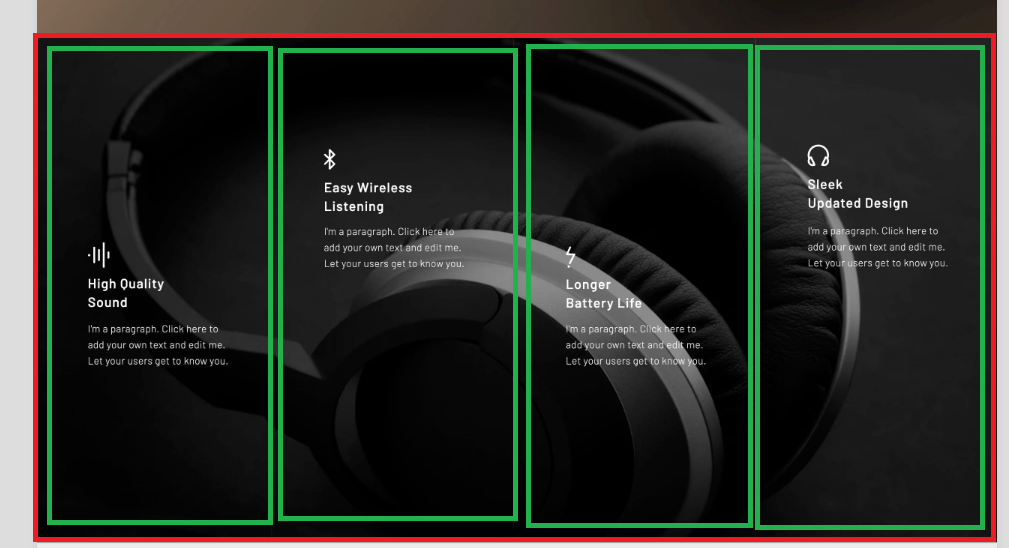 High Quality
Sound
I'm a paragraph. Click here to
add your own text and edit me.
Let your users get to know you.
Easy Wireless
Listening
I'm a paragraph. Click here to
add your own text and edit me.
Let your users get to know you.
Longer
Battery Life
I'm a paragraph. Click here to
add your own text and edit me.
Let your users get to know you.
Sleek
Updated Design
I'm a paragraph. Click here to
add your own text and edit me.
Let your users get to know you.